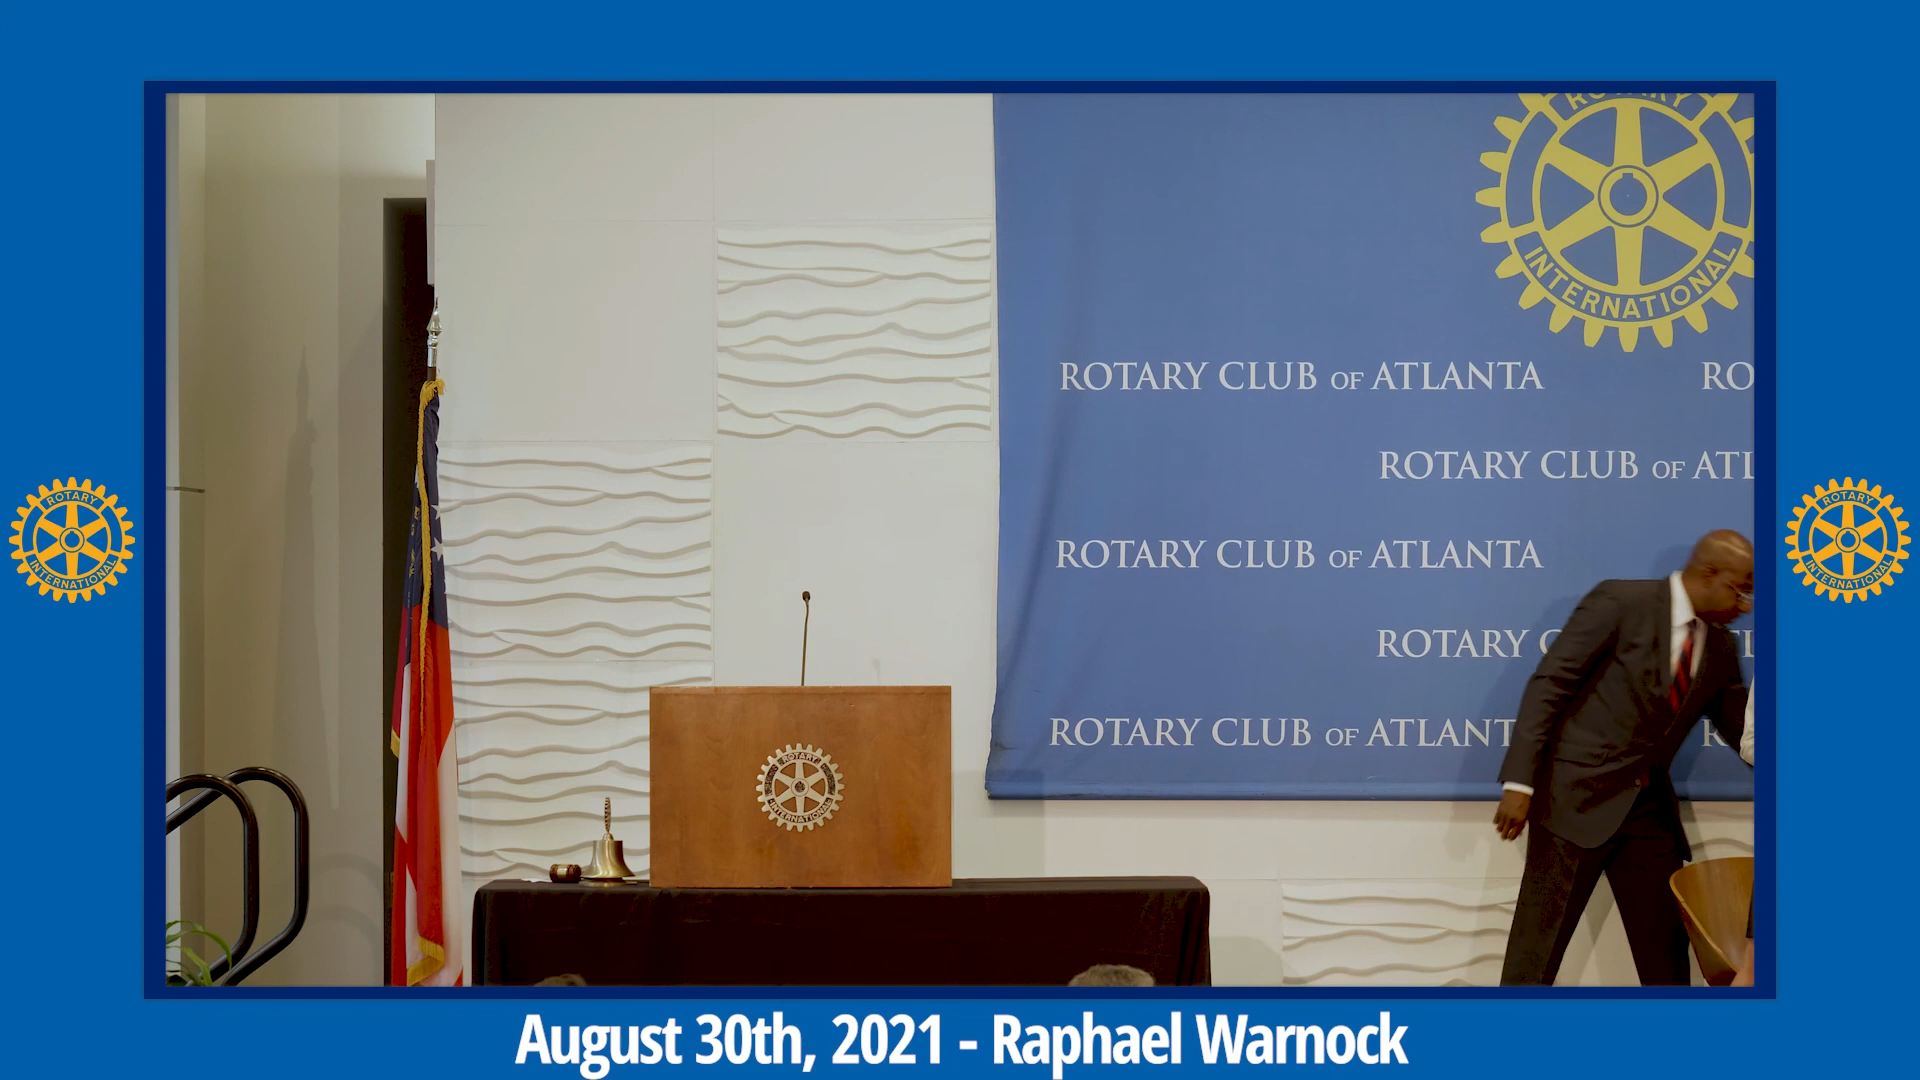 ROTARY
INTERNATIONAL
ROTARY CLUB OF ATLANTA
RO
ROTARY CLUB OF ATL
ROTARY CLUB OF ATLANTA
ROTARY
ROTARY CLUB OF ATLANT
ROTARY
INTERNATIONAL
ROTARY
INTERNATIONAL
ROTARY
INTERNATIONAL
August 30th, 2021 - Raphael Warnock